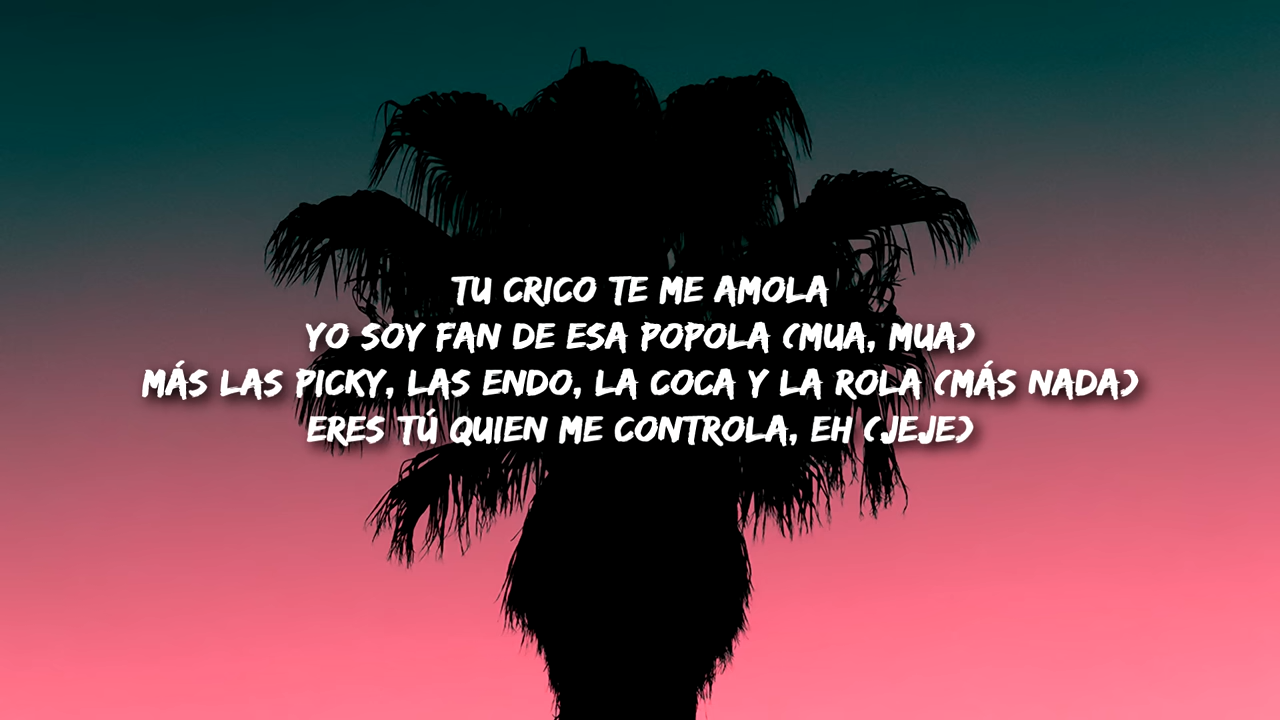 TU CRICO TE ME AMOLA
YO SOY FAN DE ESA POPOLA (MUA, MUA)
MÁS LAS PICKY, LAS ENDO, LA COCA Y LA ROLA (MÁS NADA)
ERES TÚ QUIEN ME CONTROLA, EH (JEJE)